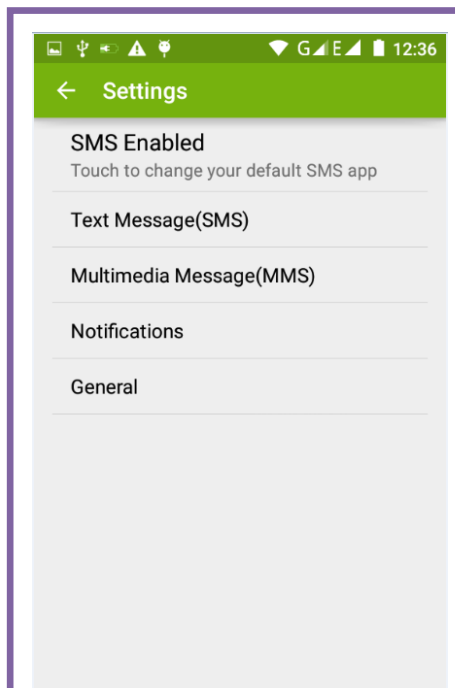 G E 12:36
Settings
SMS Enabled
Touch to change your default SMS app
Text Message(SMS)
Multimedia Message(MMS)
Notifications
General